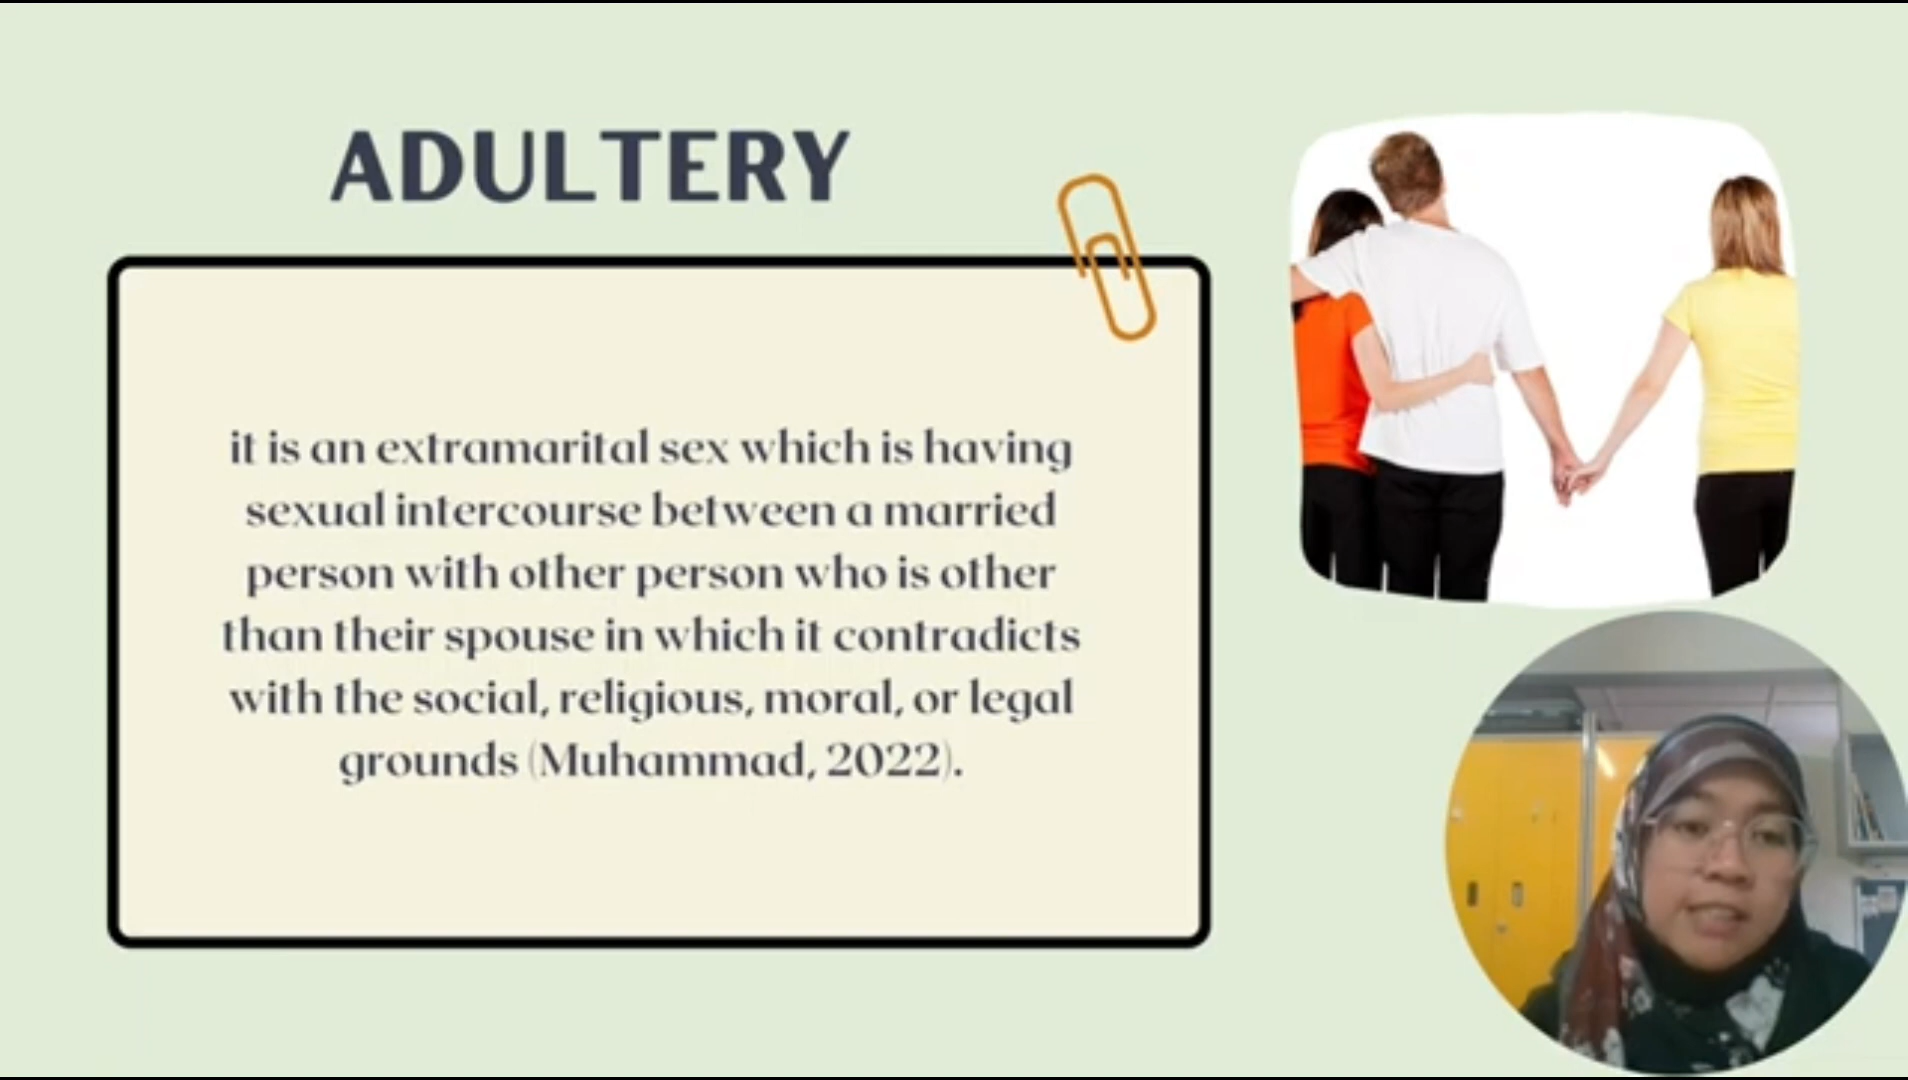 ADULTERY
it is an extramarital sex which is having
sexual intercourse between a married
person with other person who is other
than their spouse in which it contradicts
with the social, religious, moral, or legal
grounds (Muhammad, 2022).